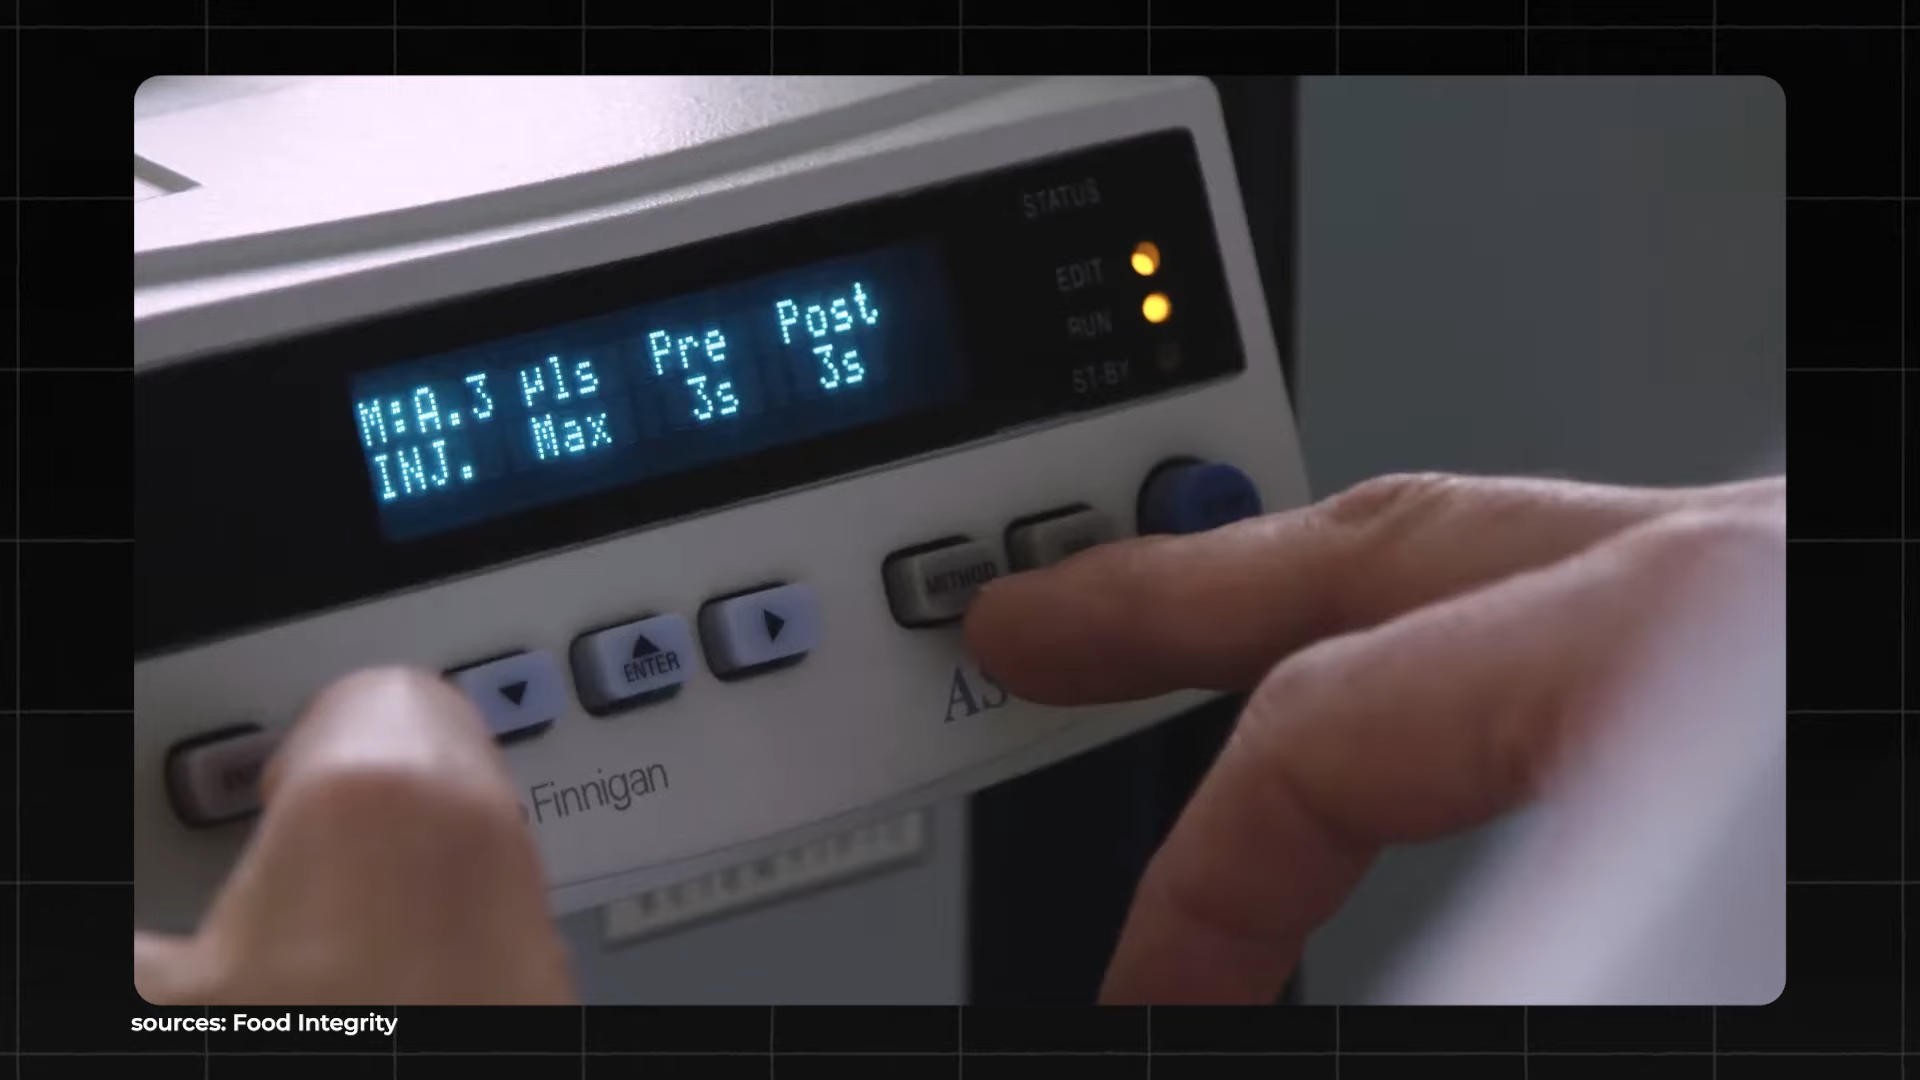 STATUS
EDIT
RUN
ST-BY
M:A.3 µls Pre Post
INJ. Max 3s 3s
METHOD
ENTER
AS
Finnigan
sources: Food Integrity